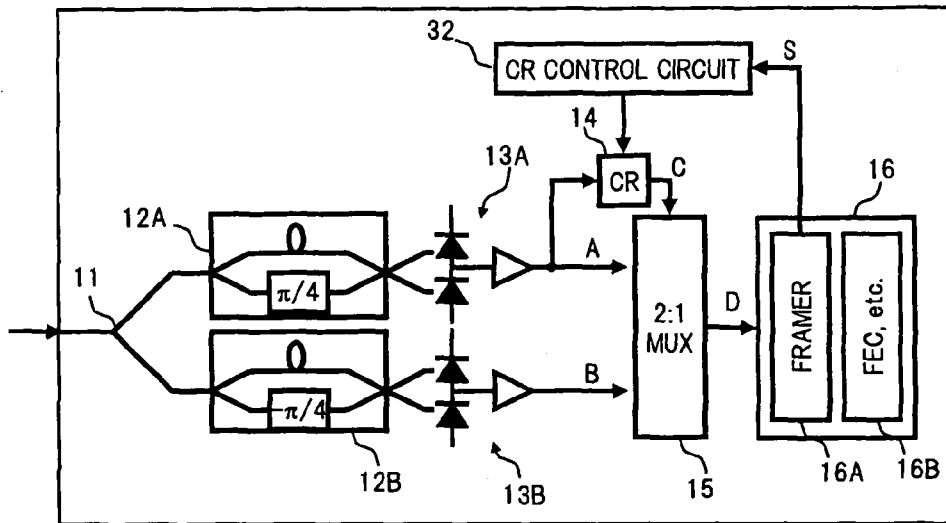 32
S
CR CONTROL CIRCUIT
14
13A
CR
C
16
12A
11
π/4
A
2:1
MUX
D
FRAMER
FEC, etc.
B
−π/4
12B
13B
15
16A
16B